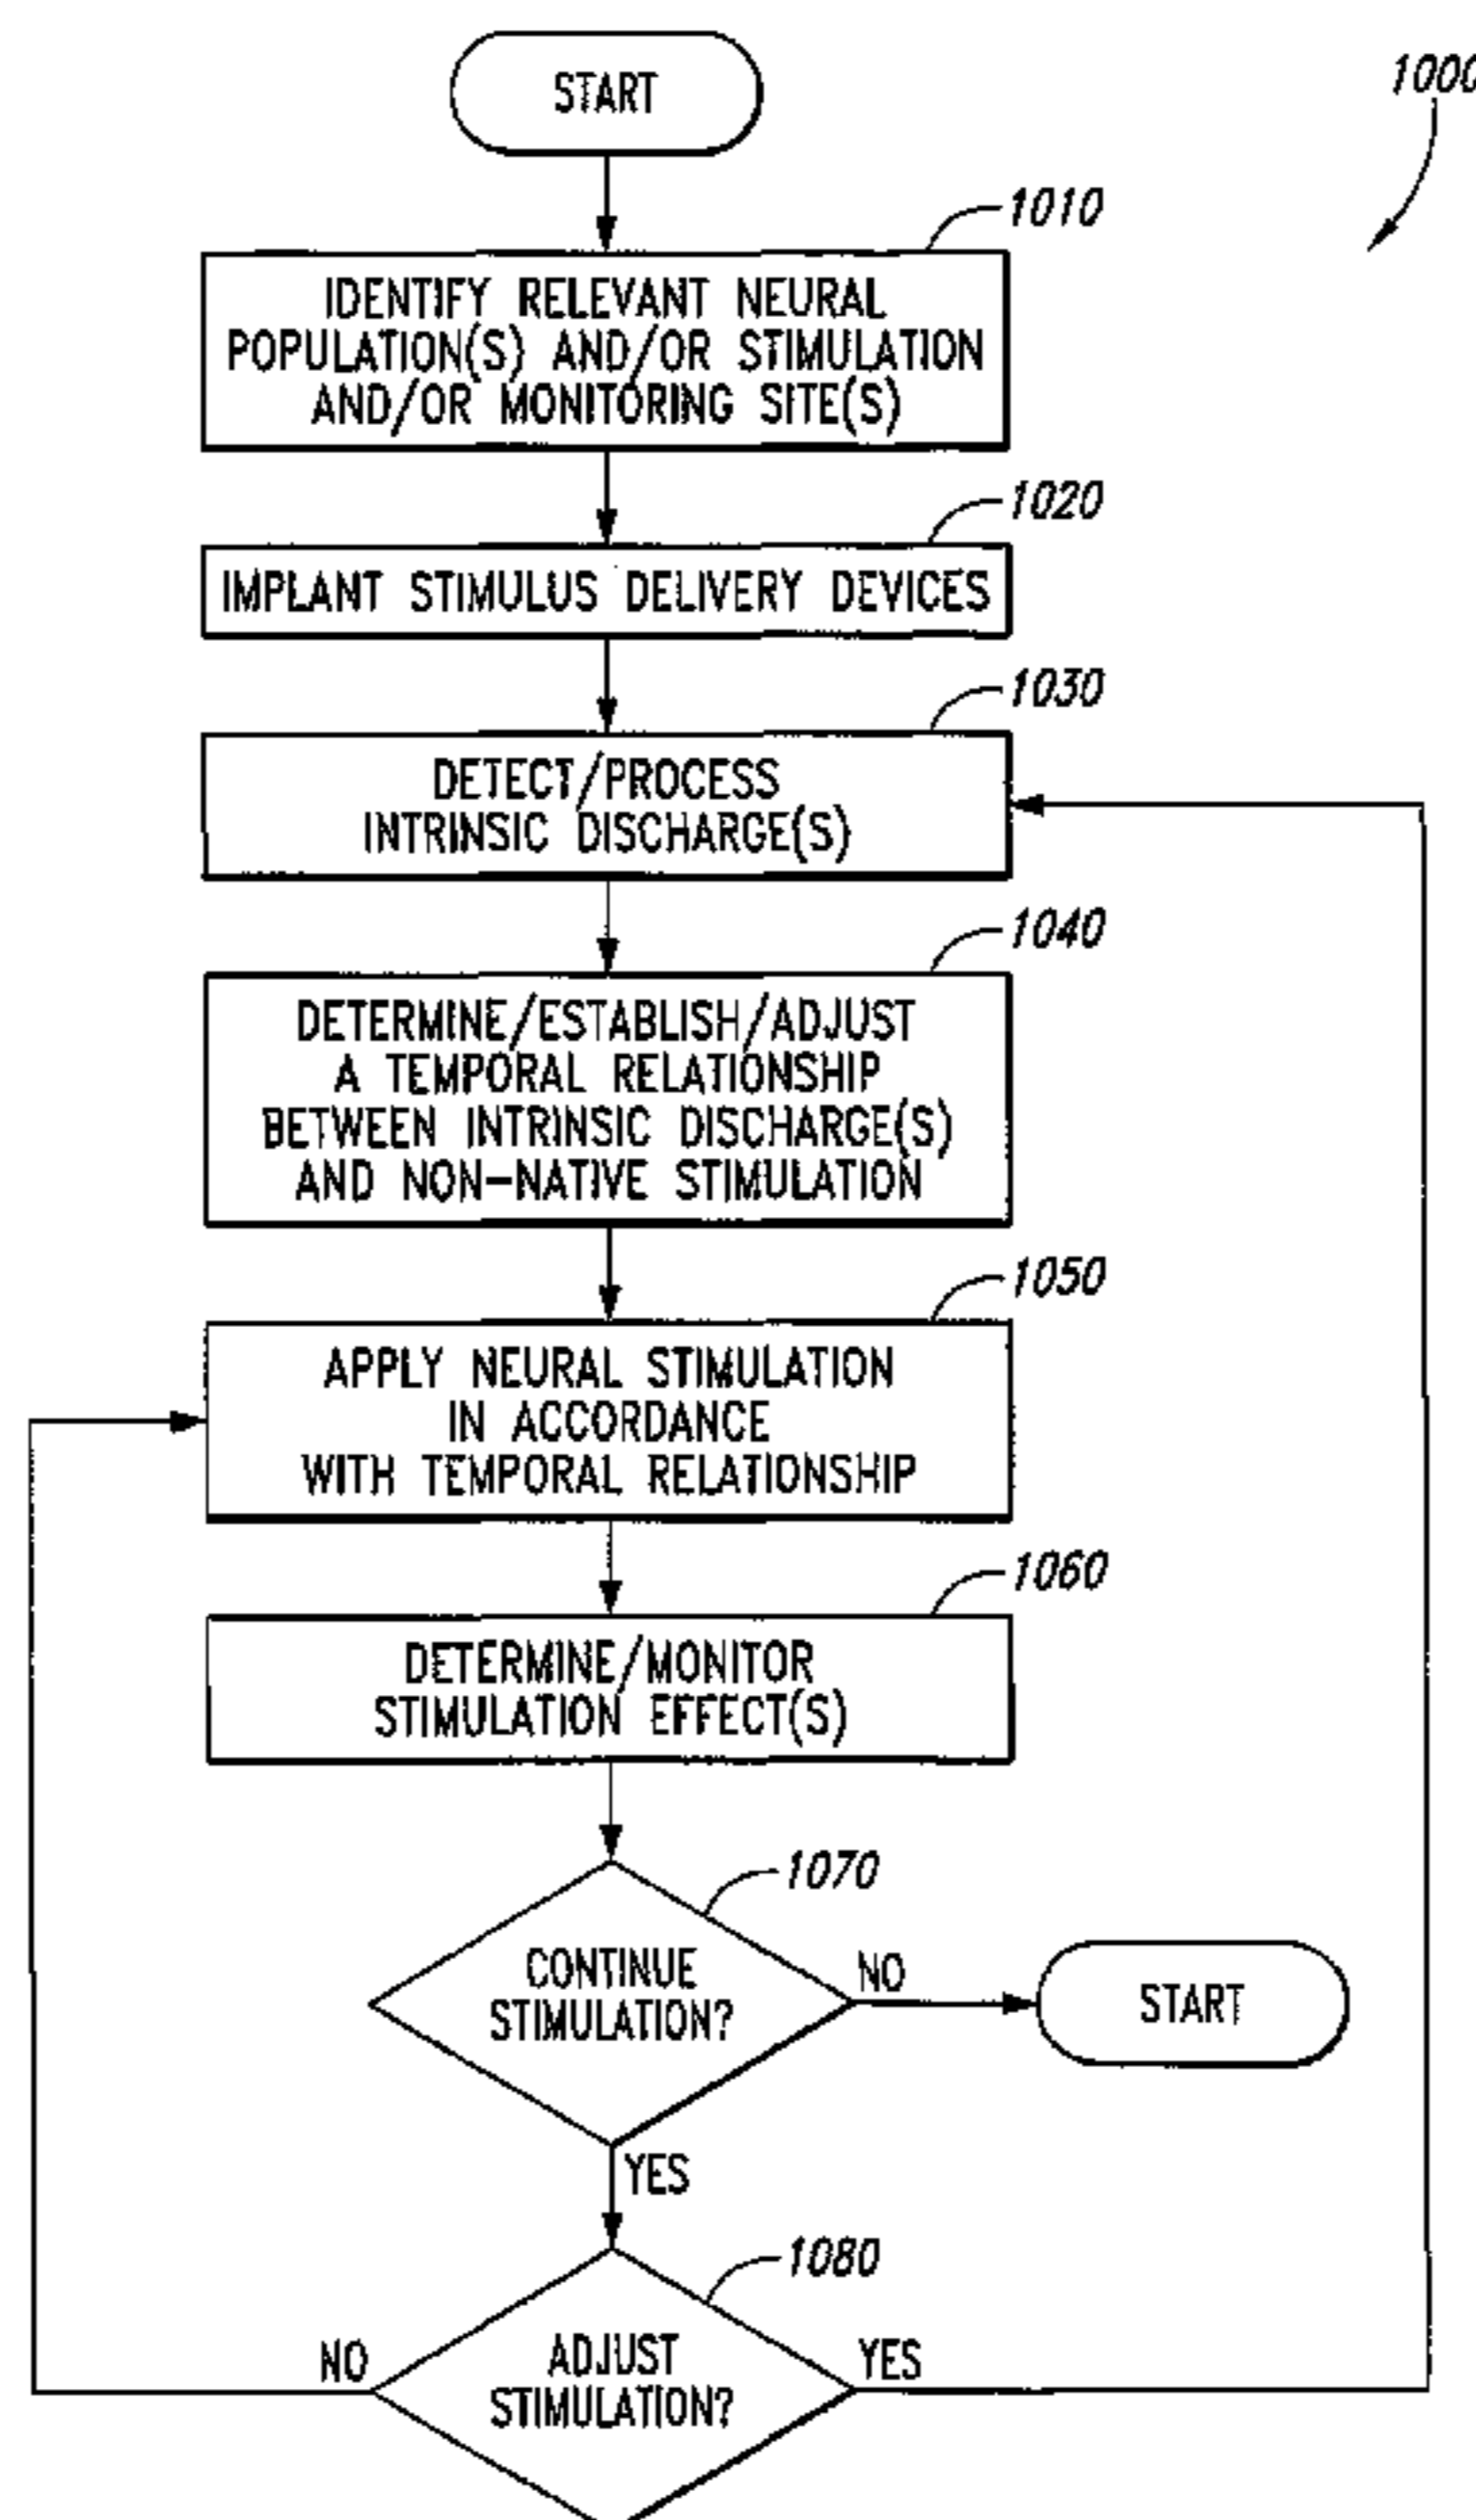 START
1000
1010
IDENTIFY RELEVANT NEURAL
POPULATION(S) AND/OR STIMULATION
AND/OR MONITORING SITE(S)
1020
IMPLANT STIMULUS DELIVERY DEVICES
1030
DETECT/PROCESS
INTRINSIC DISCHARGE(S)
1040
DETERMINE/ESTABLISH/ADJUST
A TEMPORAL RELATIONSHIP
BETWEEN INTRINSIC DISCHARGE(S)
AND NON-NATIVE STIMULATION
1050
APPLY NEURAL STIMULATION
IN ACCORDANCE
WITH TEMPORAL RELATIONSHIP
1060
DETERMINE/MONITOR
STIMULATION EFFECT(S)
1070
CONTINUE
STIMULATION?
NO
START
YES
1080
NO
ADJUST
STIMULATION?
YES